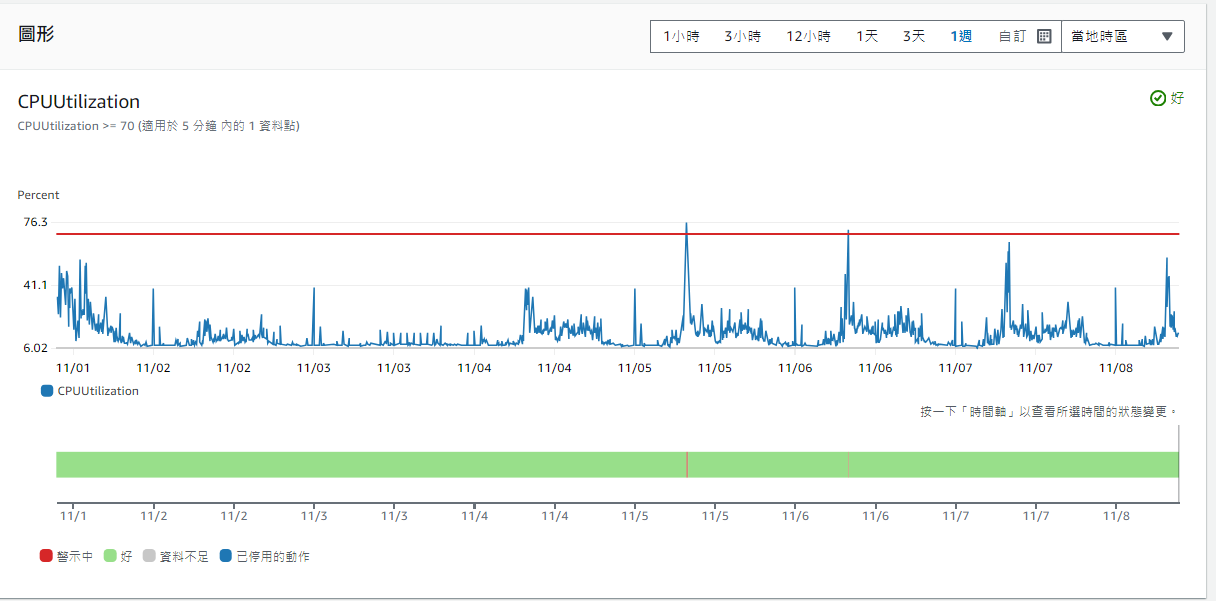 圖形
1小時 3小時 12小時 1天 3天 1週 自訂 當地時區
CPUUtilization
好
CPUUtilization >= 70 (適用於 5 分鐘 內的 1 資料點)
Percent
76.3
41.1
6.02
11/01 11/02 11/02 11/03 11/03 11/04 11/04 11/05 11/05 11/06 11/06 11/07 11/07 11/08
CPUUtilization
按一下「時間軸」以查看所選時間的狀態變更。
11/1 11/2 11/2 11/3 11/3 11/4 11/4 11/5 11/5 11/6 11/6 11/7 11/7 11/8
警示中 好 資料不足 已停用的動作